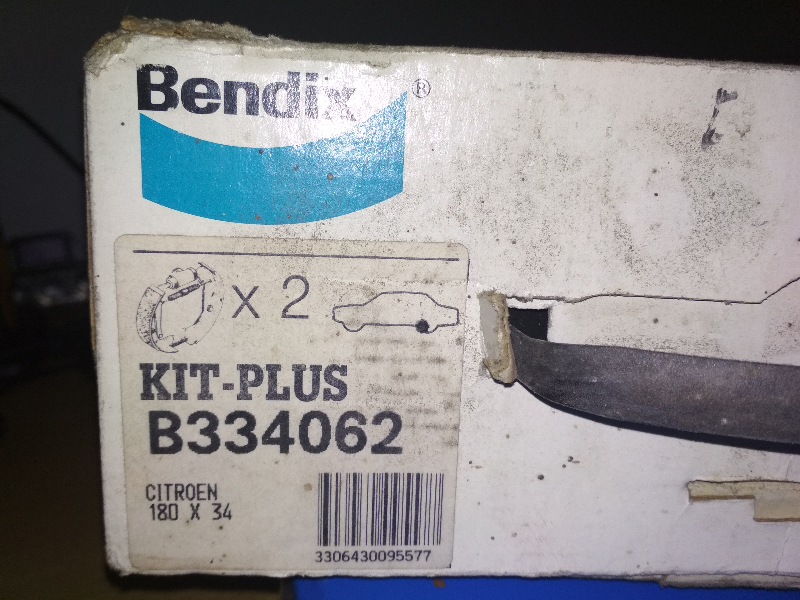 Bendix ®
x 2
KIT-PLUS
B334062
CITROEN
180 X 34
3306430095577